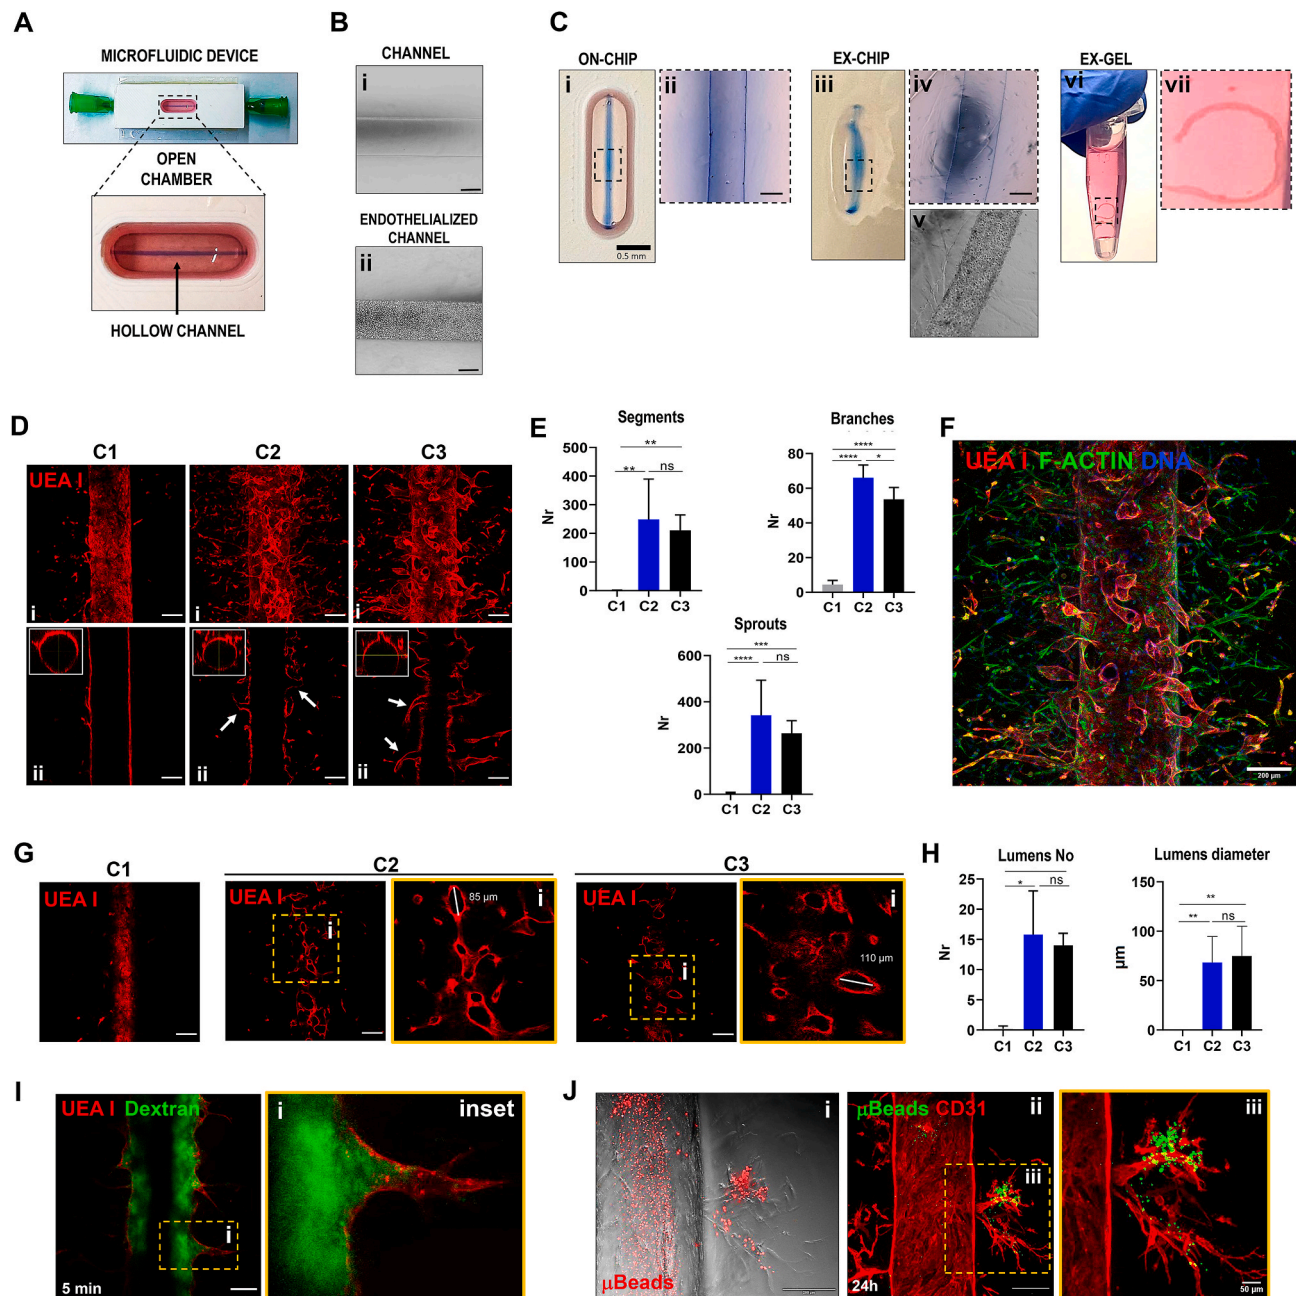 A
MICROFLUIDIC DEVICE
OPEN
CHAMBER
HOLLOW CHANNEL
B
CHANNEL
i
ENDOTHELIALIZED
CHANNEL
ii
C
ON-CHIP
i
0.5 mm
ii
EX-CHIP
iii
iv
v
EX-GEL
vi
vii
D
C1
C2
C3
UEA I
i
i
i
ii
ii
ii
E
Segments
**
**
ns
500
400
300
200
100
0
Nr
C1 C2 C3
Branches
****
****
*
80
60
40
20
0
Nr
C1 C2 C3
Sprouts
***
****
ns
600
400
200
0
Nr
C1 C2 C3
F
UEA I F-ACTIN DNA
200 µm
G
C1
UEA I
C2
UEA I
i
85 µm
i
C3
UEA I
i
110 µm
i
H
Lumens No
*
ns
25
20
15
10
5
0
Nr
C1 C2 C3
Lumens diameter
**
**
ns
150
100
50
0
µm
C1 C2 C3
I
UEA I Dextran
i
5 min
i
inset
J
i
µBeads
µBeads CD31
ii
iii
24h
iii
50 µm